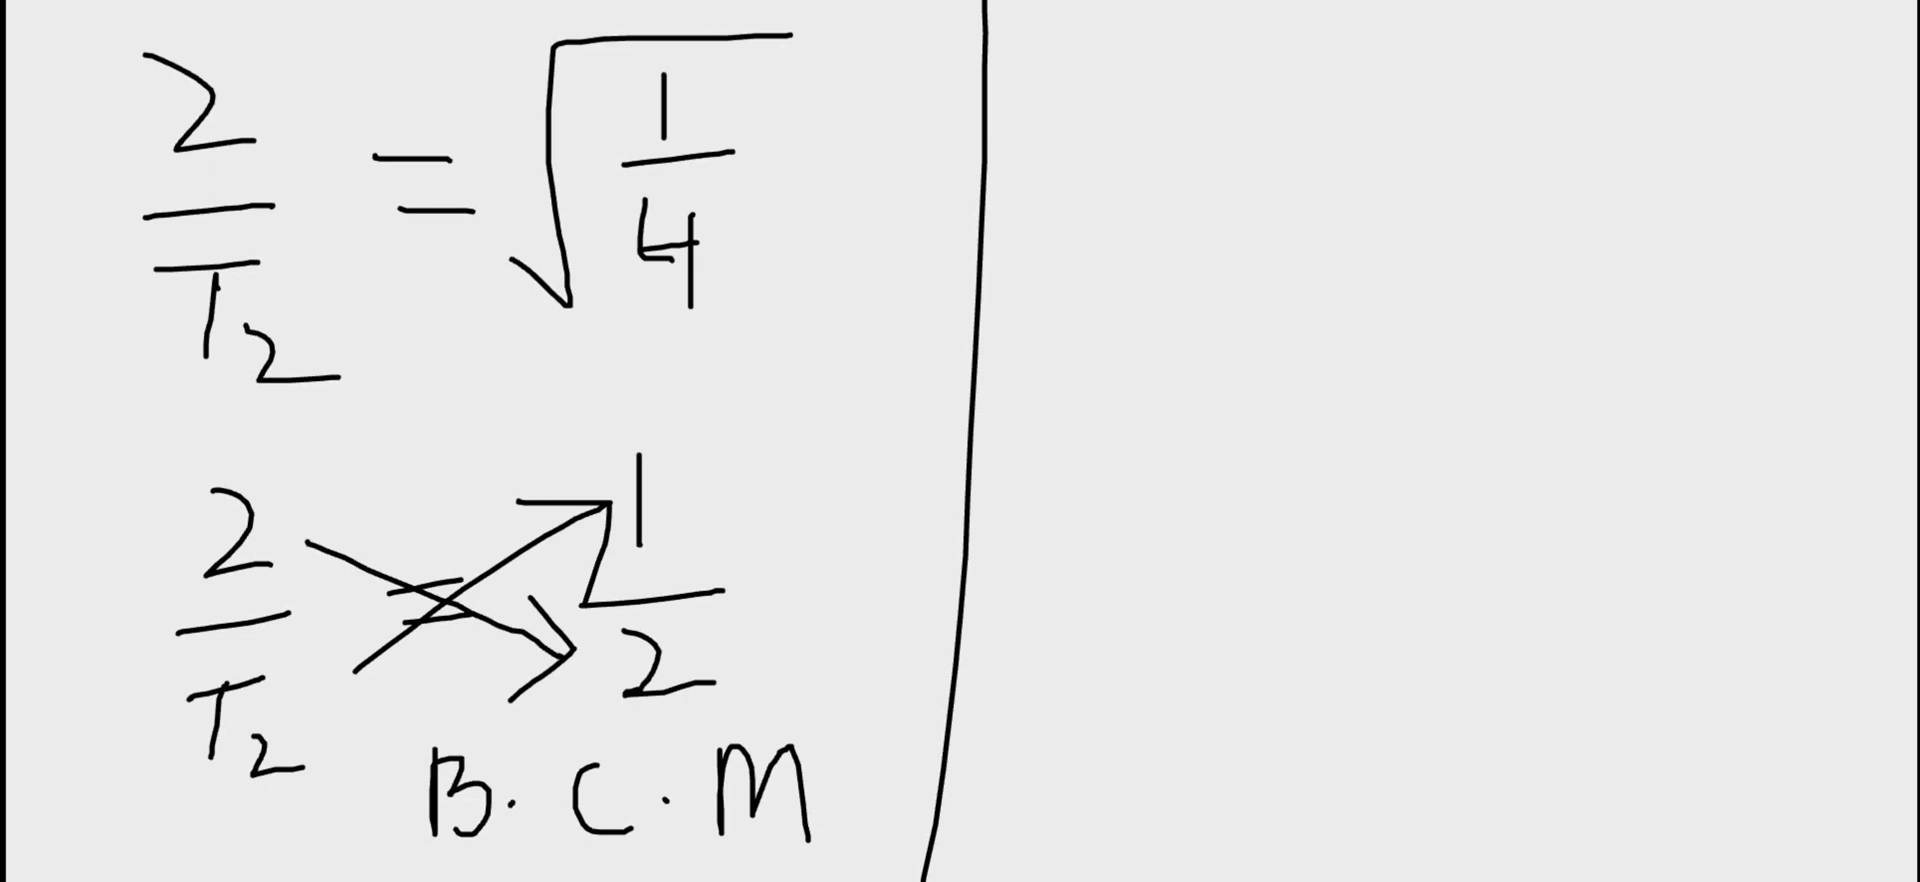 2/T₂ = √(1/4)
2/T₂ = 1/2
B.C.M